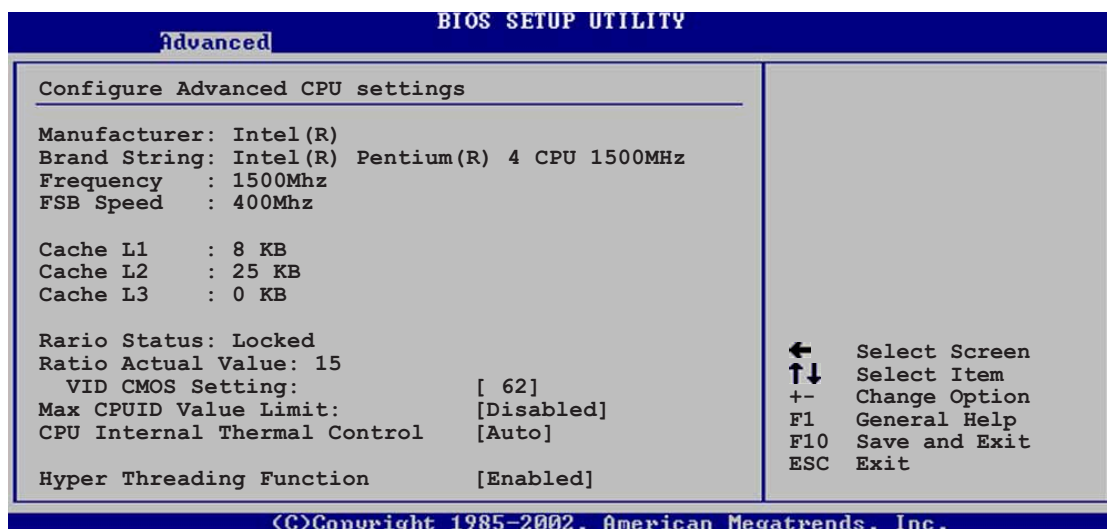 BIOS SETUP UTILITY
Advanced
Configure Advanced CPU settings
Manufacturer: Intel(R)
Brand String: Intel(R) Pentium(R) 4 CPU 1500MHz
Frequency : 1500Mhz
FSB Speed : 400Mhz
Cache L1 : 8 KB
Cache L2 : 25 KB
Cache L3 : 0 KB
Rario Status: Locked
Ratio Actual Value: 15
VID CMOS Setting: [ 62]
Max CPUID Value Limit: [Disabled]
CPU Internal Thermal Control [Auto]
Hyper Threading Function [Enabled]
← Select Screen
↑↓ Select Item
+- Change Option
F1 General Help
F10 Save and Exit
ESC Exit
(C)Copyright 1985-2002, American Megatrends, Inc.